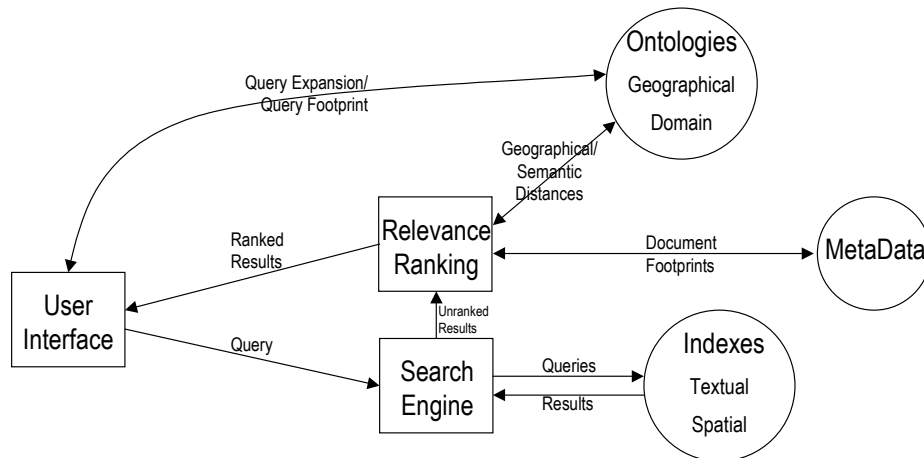 Ontologies
Geographical
Domain
Query Expansion/
Query Footprint
Geographical/
Semantic
Distances
Relevance
Ranking
Ranked
Results
Document
Footprints
MetaData
User
Interface
Unranked
Results
Query
Search
Engine
Queries
Results
Indexes
Textual
Spatial